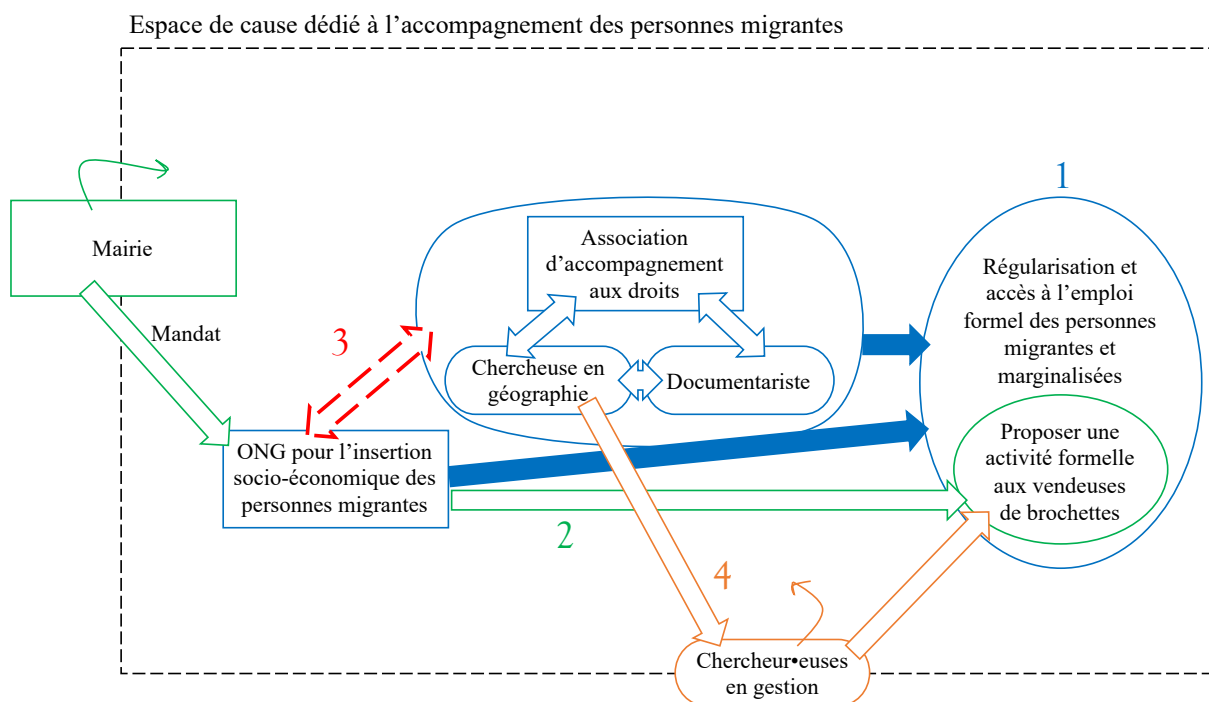 Espace de cause dédié à l’accompagnement des personnes migrantes
1
Mairie
Association
d’accompagnement
aux droits
Régularisation et
accès à l’emploi
formel des personnes
migrantes et
marginalisées
Mandat
3
Chercheuse en
géographie
Documentariste
ONG pour l’insertion
socio-économique des
personnes migrantes
Proposer une
activité formelle
aux vendeuses
de brochettes
2
4
Chercheur•euses
en gestion